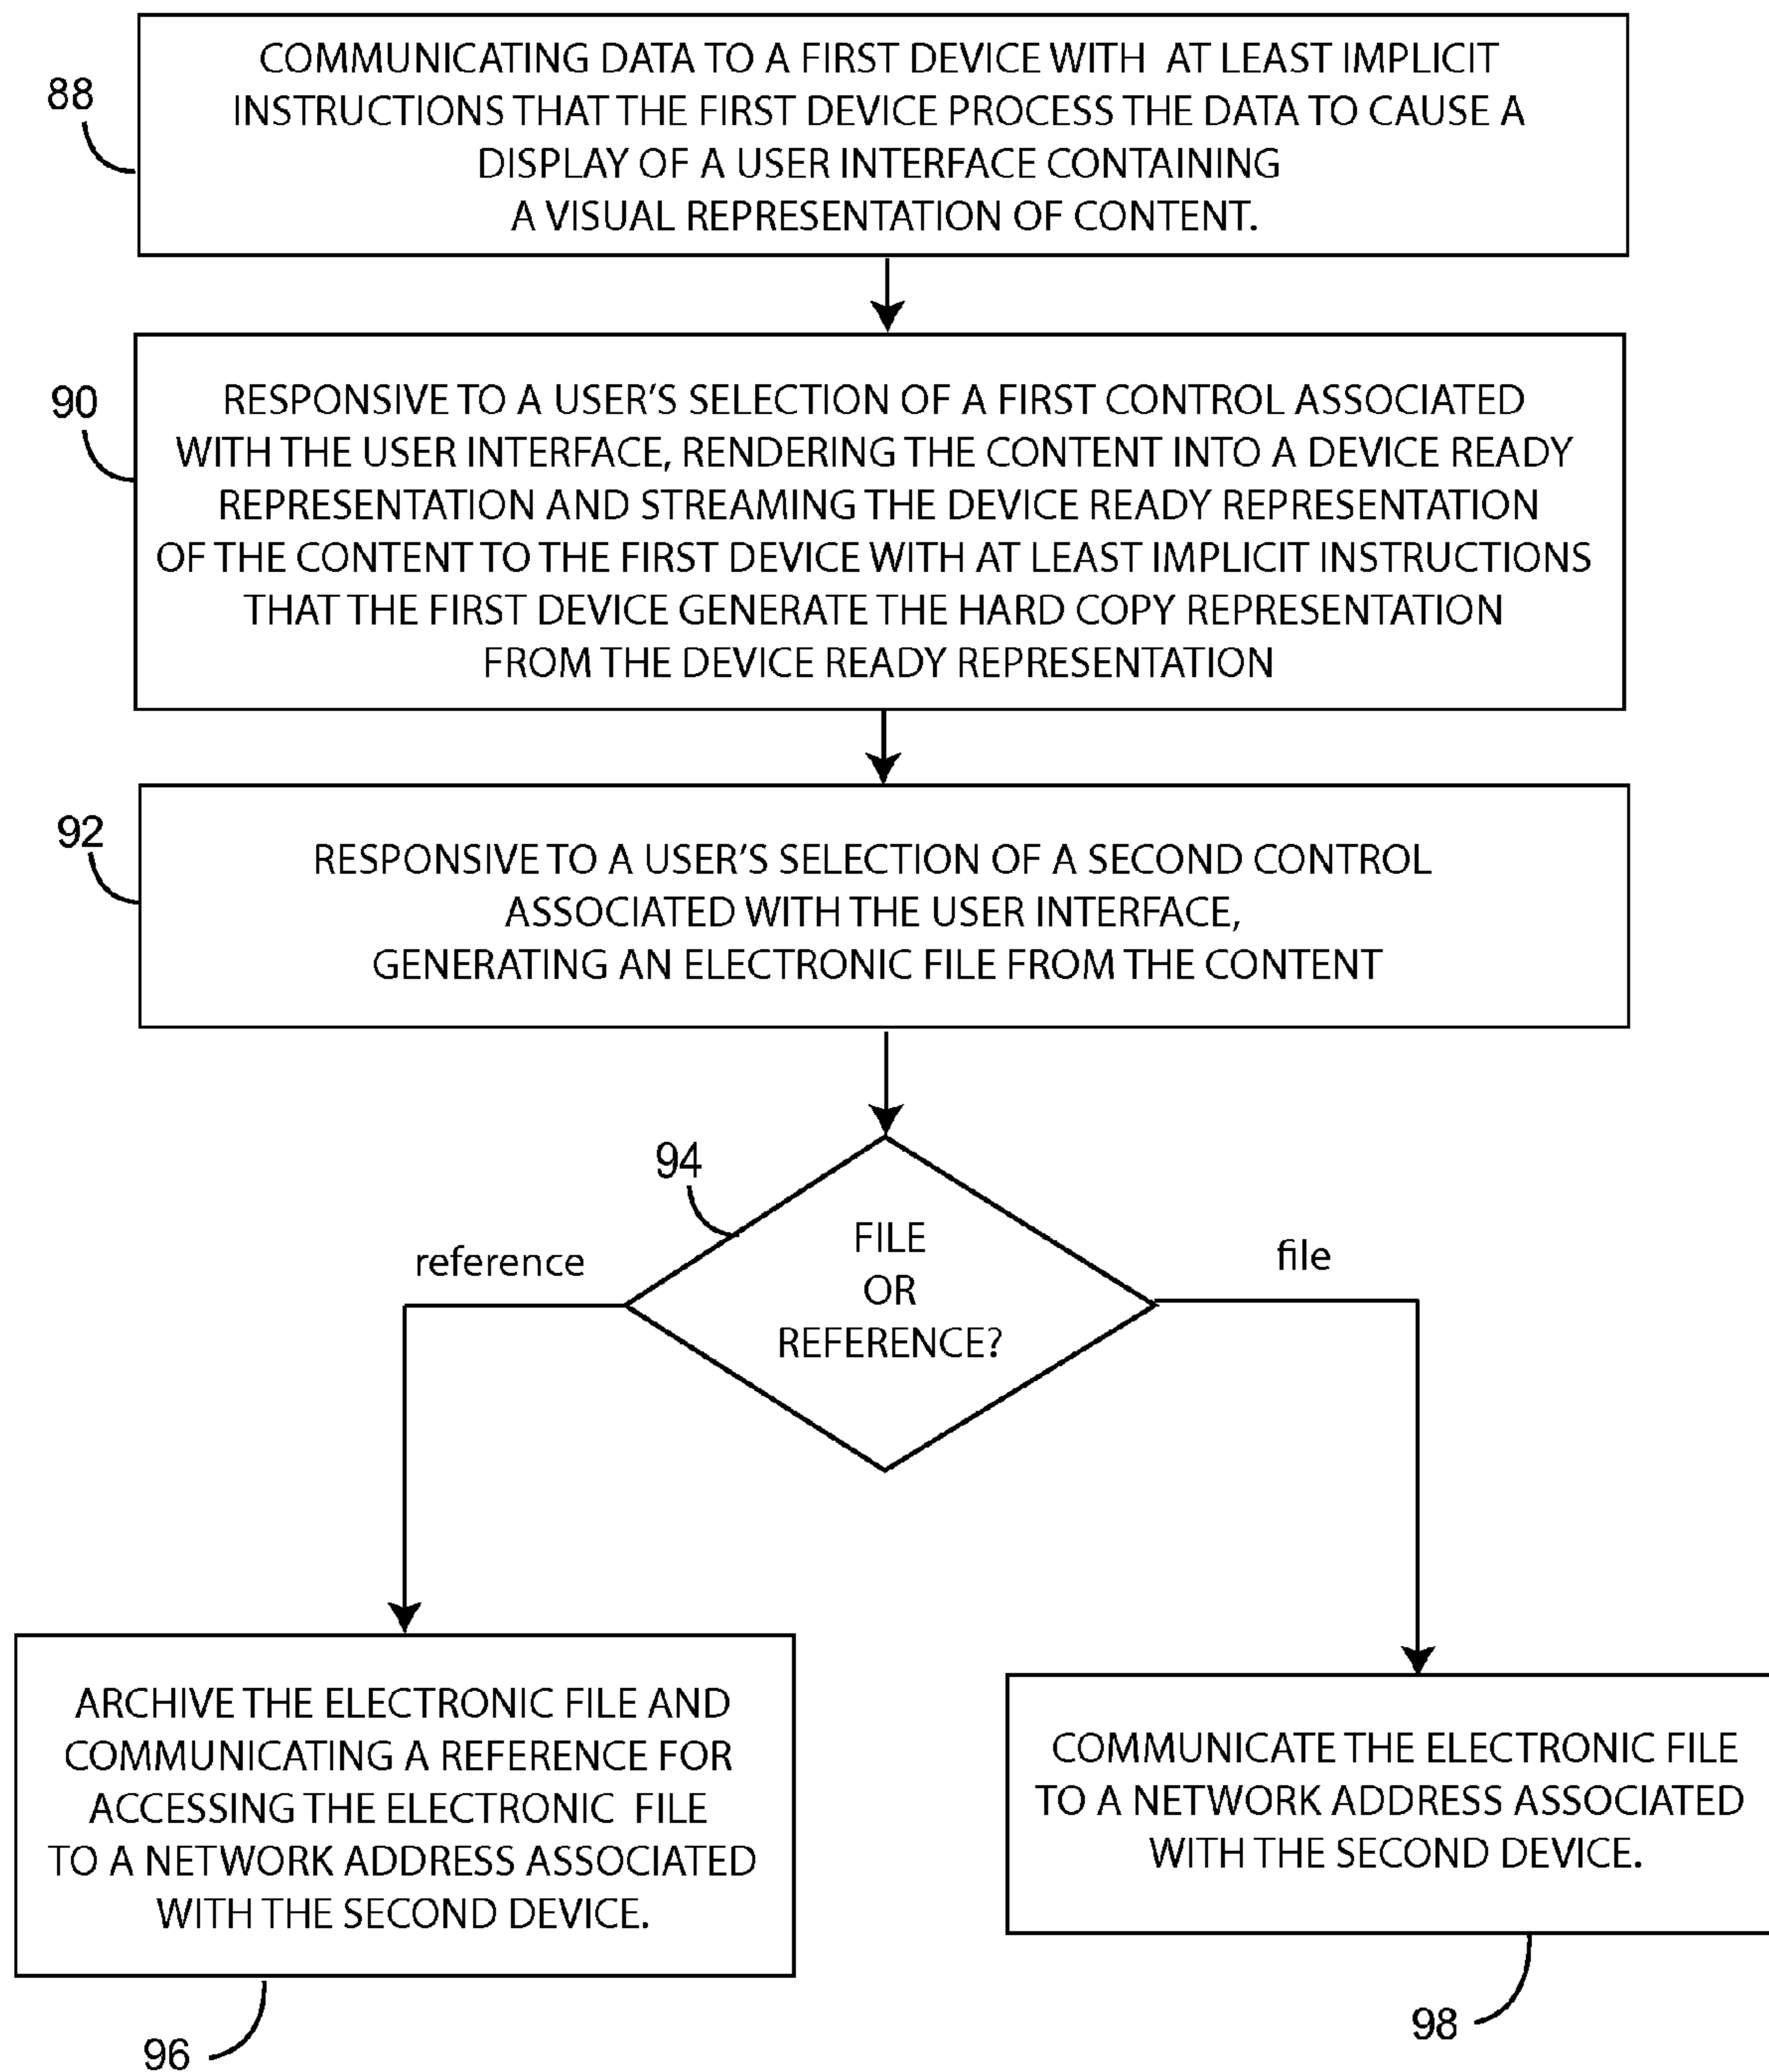 88
COMMUNICATING DATA TO A FIRST DEVICE WITH AT LEAST IMPLICIT
INSTRUCTIONS THAT THE FIRST DEVICE PROCESS THE DATA TO CAUSE A
DISPLAY OF A USER INTERFACE CONTAINING
A VISUAL REPRESENTATION OF CONTENT.
90
RESPONSIVE TO A USER'S SELECTION OF A FIRST CONTROL ASSOCIATED
WITH THE USER INTERFACE, RENDERING THE CONTENT INTO A DEVICE READY
REPRESENTATION AND STREAMING THE DEVICE READY REPRESENTATION
OF THE CONTENT TO THE FIRST DEVICE WITH AT LEAST IMPLICIT INSTRUCTIONS
THAT THE FIRST DEVICE GENERATE THE HARD COPY REPRESENTATION
FROM THE DEVICE READY REPRESENTATION
92
RESPONSIVE TO A USER'S SELECTION OF A SECOND CONTROL
ASSOCIATED WITH THE USER INTERFACE,
GENERATING AN ELECTRONIC FILE FROM THE CONTENT
94
FILE
OR
REFERENCE?
reference
file
ARCHIVE THE ELECTRONIC FILE AND
COMMUNICATING A REFERENCE FOR
ACCESSING THE ELECTRONIC FILE
TO A NETWORK ADDRESS ASSOCIATED
WITH THE SECOND DEVICE.
96
COMMUNICATE THE ELECTRONIC FILE
TO A NETWORK ADDRESS ASSOCIATED
WITH THE SECOND DEVICE.
98